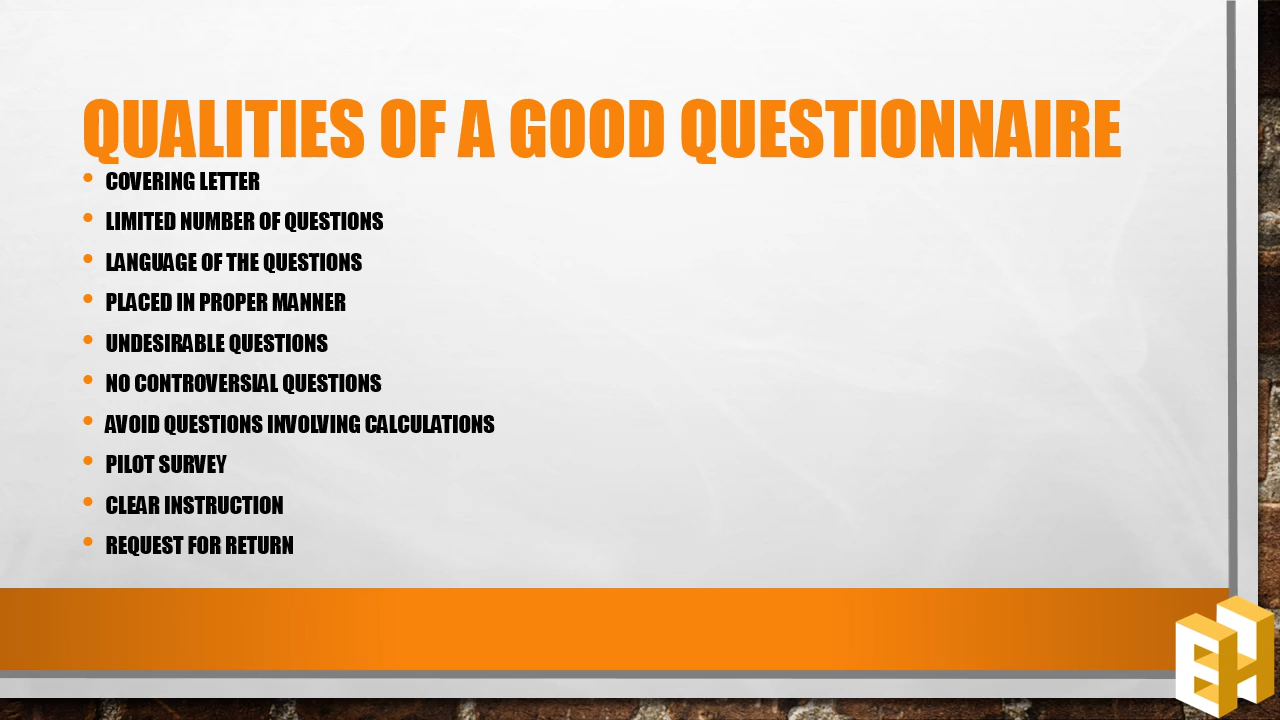 QUALITIES OF A GOOD QUESTIONNAIRE
• COVERING LETTER
• LIMITED NUMBER OF QUESTIONS
• LANGUAGE OF THE QUESTIONS
• PLACED IN PROPER MANNER
• UNDESIRABLE QUESTIONS
• NO CONTROVERSIAL QUESTIONS
• AVOID QUESTIONS INVOLVING CALCULATIONS
• PILOT SURVEY
• CLEAR INSTRUCTION
• REQUEST FOR RETURN
EH